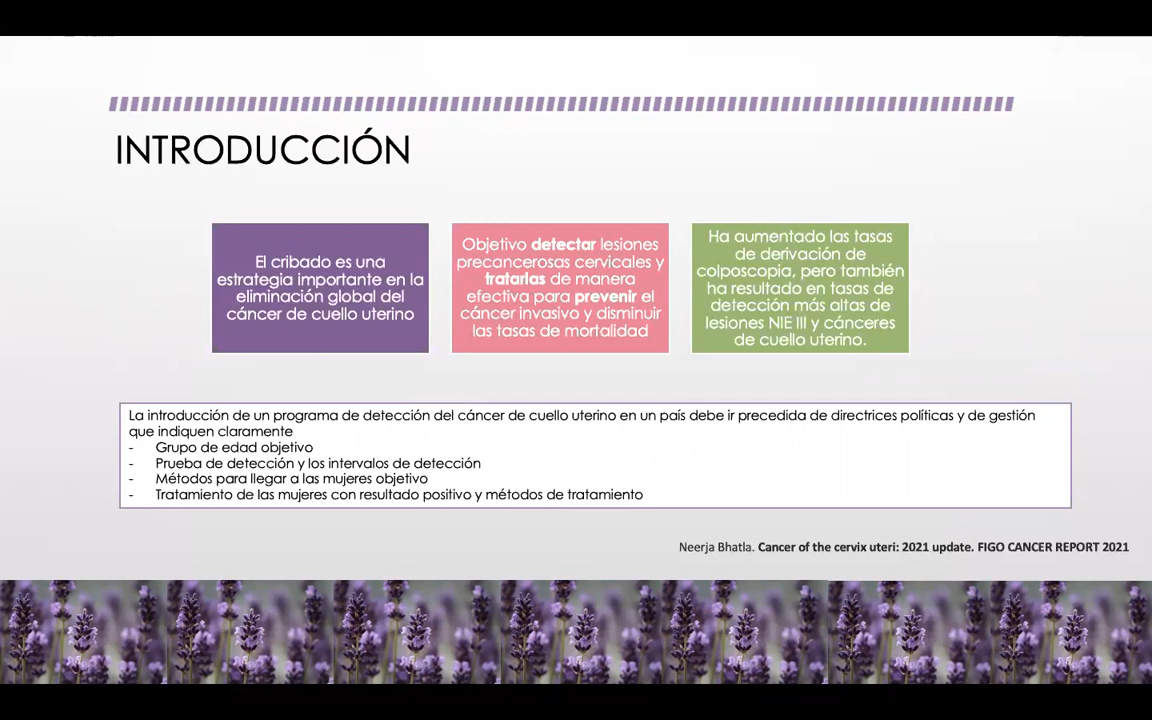 INTRODUCCIÓN
El cribado es una
estrategia importante en la
eliminación global del
cáncer de cuello uterino
Objetivo detectar lesiones
precancerosas cervicales y
tratarlas de manera
efectiva para prevenir el
cáncer invasivo y disminuir
las tasas de mortalidad
Ha aumentado las tasas
de derivación de
colposcopia, pero también
ha resultado en tasas de
detección más altas de
lesiones NIE III y cánceres
de cuello uterino.
La introducción de un programa de detección del cáncer de cuello uterino en un país debe ir precedida de directrices políticas y de gestión
que indiquen claramente
- Grupo de edad objetivo
- Prueba de detección y los intervalos de detección
- Métodos para llegar a las mujeres objetivo
- Tratamiento de las mujeres con resultado positivo y métodos de tratamiento
Neerja Bhatla. Cancer of the cervix uteri: 2021 update. FIGO CANCER REPORT 2021